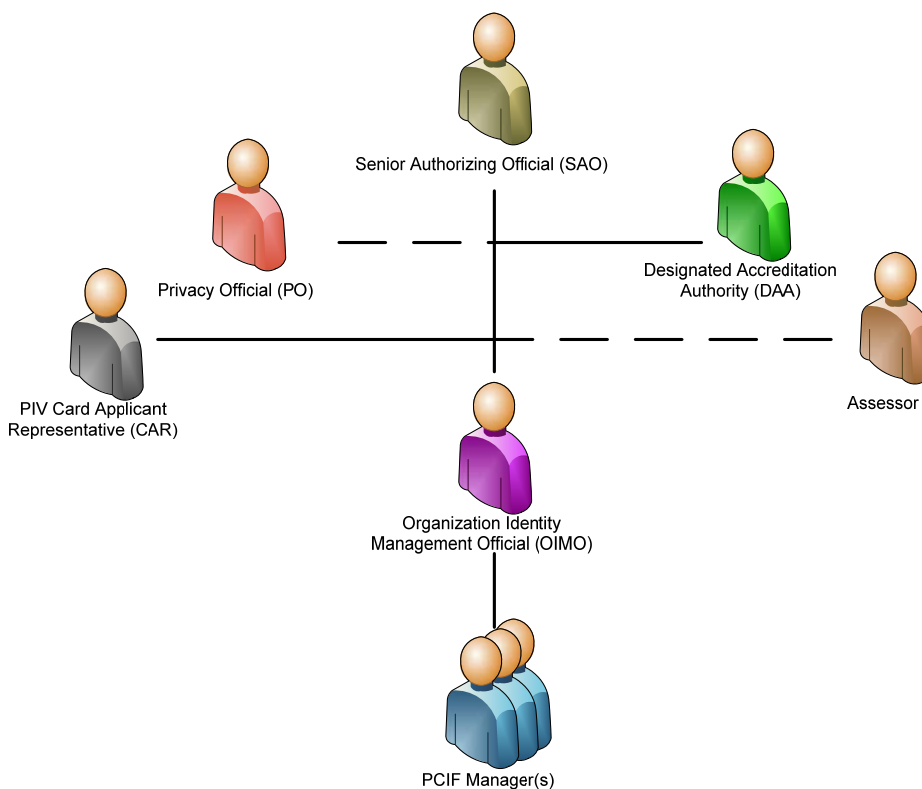 Senior Authorizing Official (SAO)
Privacy Official (PO)
Designated Accreditation
Authority (DAA)
PIV Card Applicant
Representative (CAR)
Assessor
Organization Identity
Management Official (OIMO)
PCIF Manager(s)